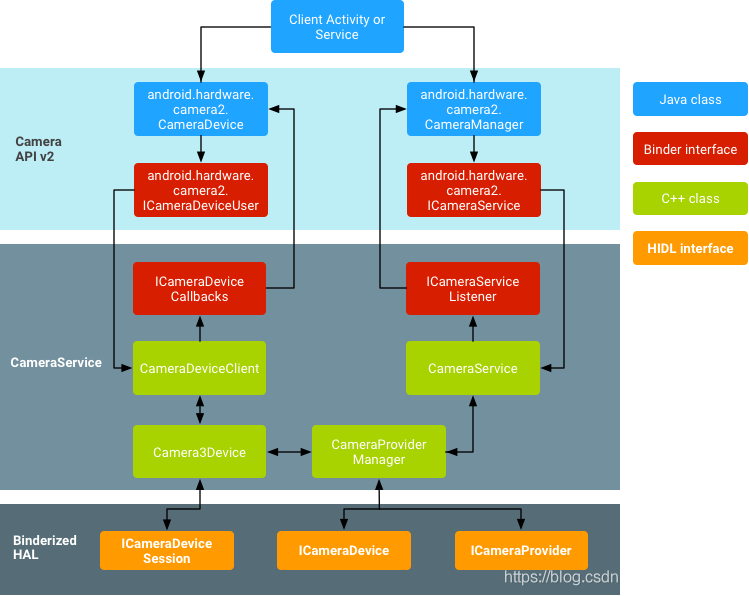 Client Activity or
Service
Camera
API v2
android.hardware.
camera2.
CameraDevice
android.hardware.
camera2.
CameraManager
android.hardware.
camera2.
ICameraDeviceUser
android.hardware.
camera2.
ICameraService
Java class
Binder interface
C++ class
HIDL interface
CameraService
ICameraDevice
Callbacks
ICameraService
Listener
CameraDeviceClient
CameraService
Camera3Device
CameraProvider
Manager
Binderized
HAL
ICameraDevice
Session
ICameraDevice
ICameraProvider
https://blog.csdn